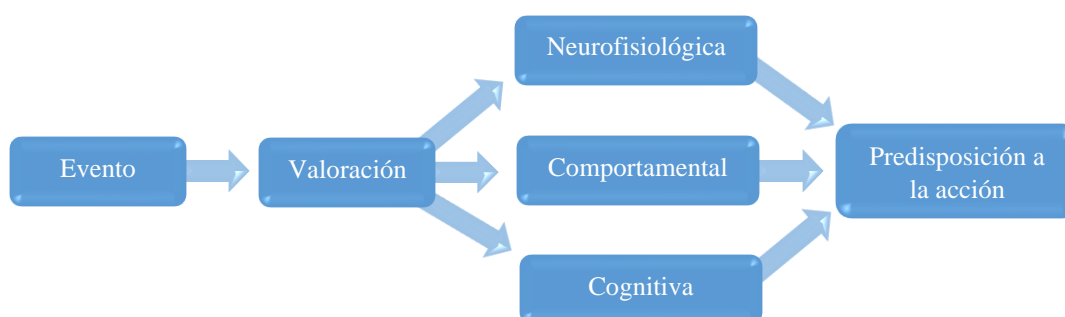 Neurofisiológica
Evento
Valoración
Comportamental
Predisposición a
la acción
Cognitiva